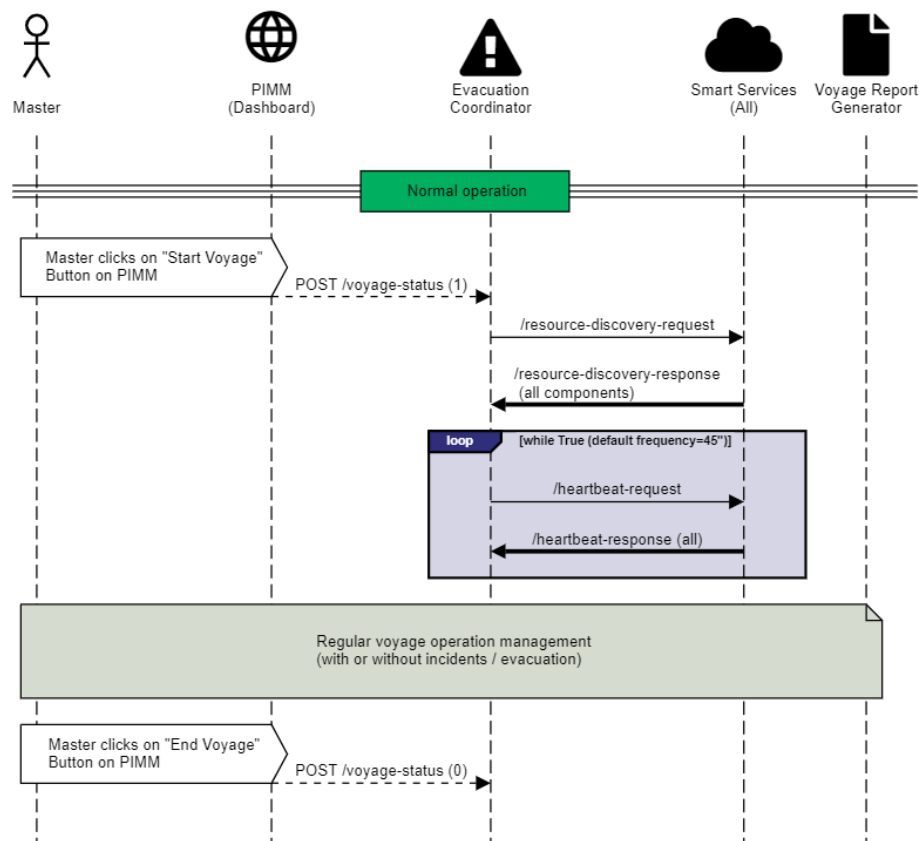 Master
PIMM
(Dashboard)
Evacuation
Coordinator
Smart Services
(All)
Voyage Report
Generator
Normal operation
Master clicks on "Start Voyage"
Button on PIMM
POST /voyage-status (1)
/resource-discovery-request
/resource-discovery-response
(all components)
loop
[while True (default frequency=45")]
/heartbeat-request
/heartbeat-response (all)
Regular voyage operation management
(with or without incidents / evacuation)
Master clicks on "End Voyage"
Button on PIMM
POST /voyage-status (0)